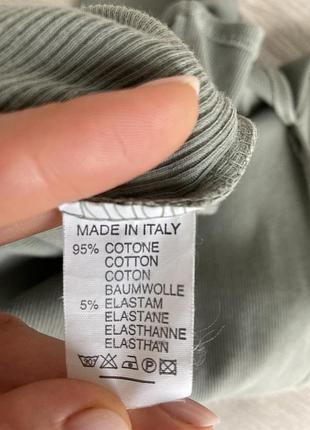 MADE IN ITALY
95% COTONE
COTTON
COTON
BAUMWOLLE
5% ELASTAM
ELASTANE
ELASTHANNE
ELASTHAN
P